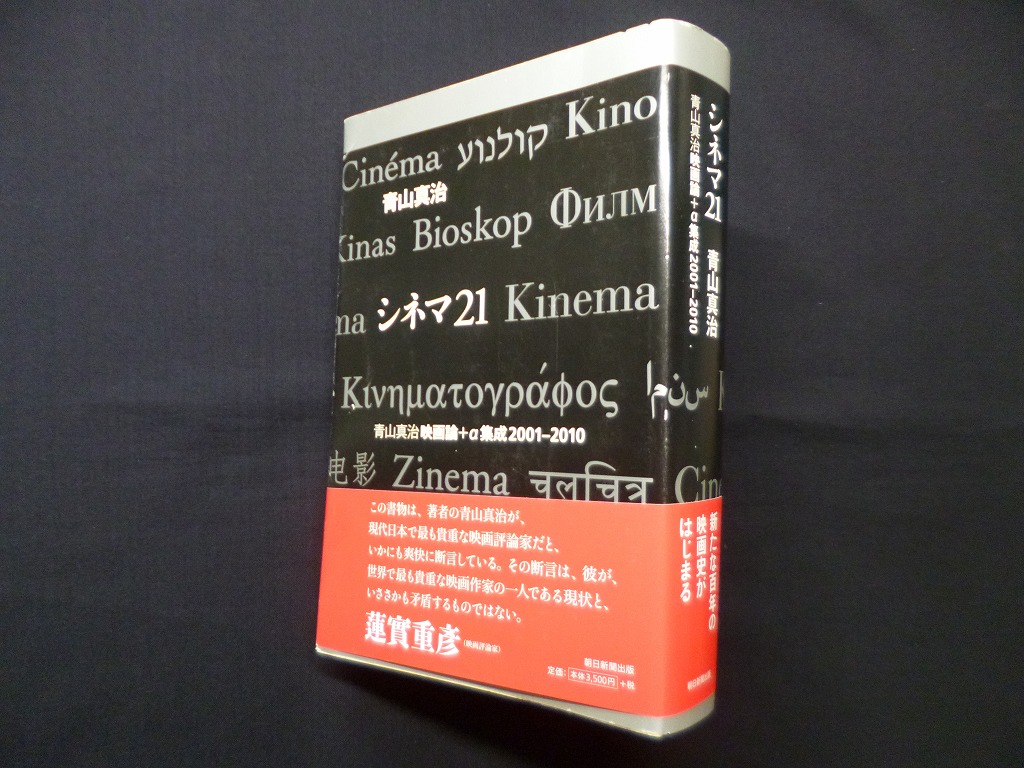 Cinéma קולנוע Kino
青山真治
Kinas Bioskop Филм
ma シネマ21 Kinema
Κινηματογράφος
青山真治映画論+α集成2001–2010
电影 Zinema चलचित्र Cine
この書物は、著者の青山真治が、
現代日本で最も貴重な映画評論家だと、
いかにも爽快に断言している。その断言は、彼が、
世界で最も貴重な映画作家の一人である現状と、
いささかも矛盾するものではない。
蓮實重彦(映画評論家)
朝日新聞出版
定価:本体3,500円+税
シネマ21 青山真治
青山真治映画論+α集成2001–2010
新たな百年の
映画史が
はじまる
朝日新聞出版